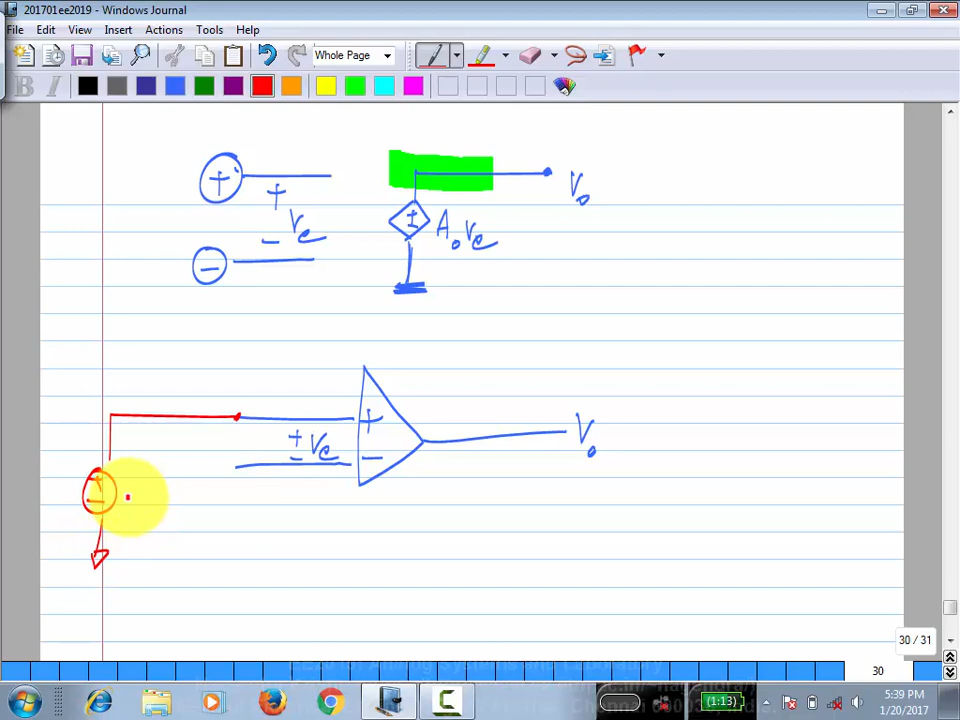 201701ee2019 - Windows Journal
File Edit View Insert Actions Tools Help
Whole Page
B I
+
+ Ve −
−
± A₀Ve
V₀
+
−
± Ve
V₀
+
−
30 / 31
30
(1:13)
5:39 PM
1/20/2017